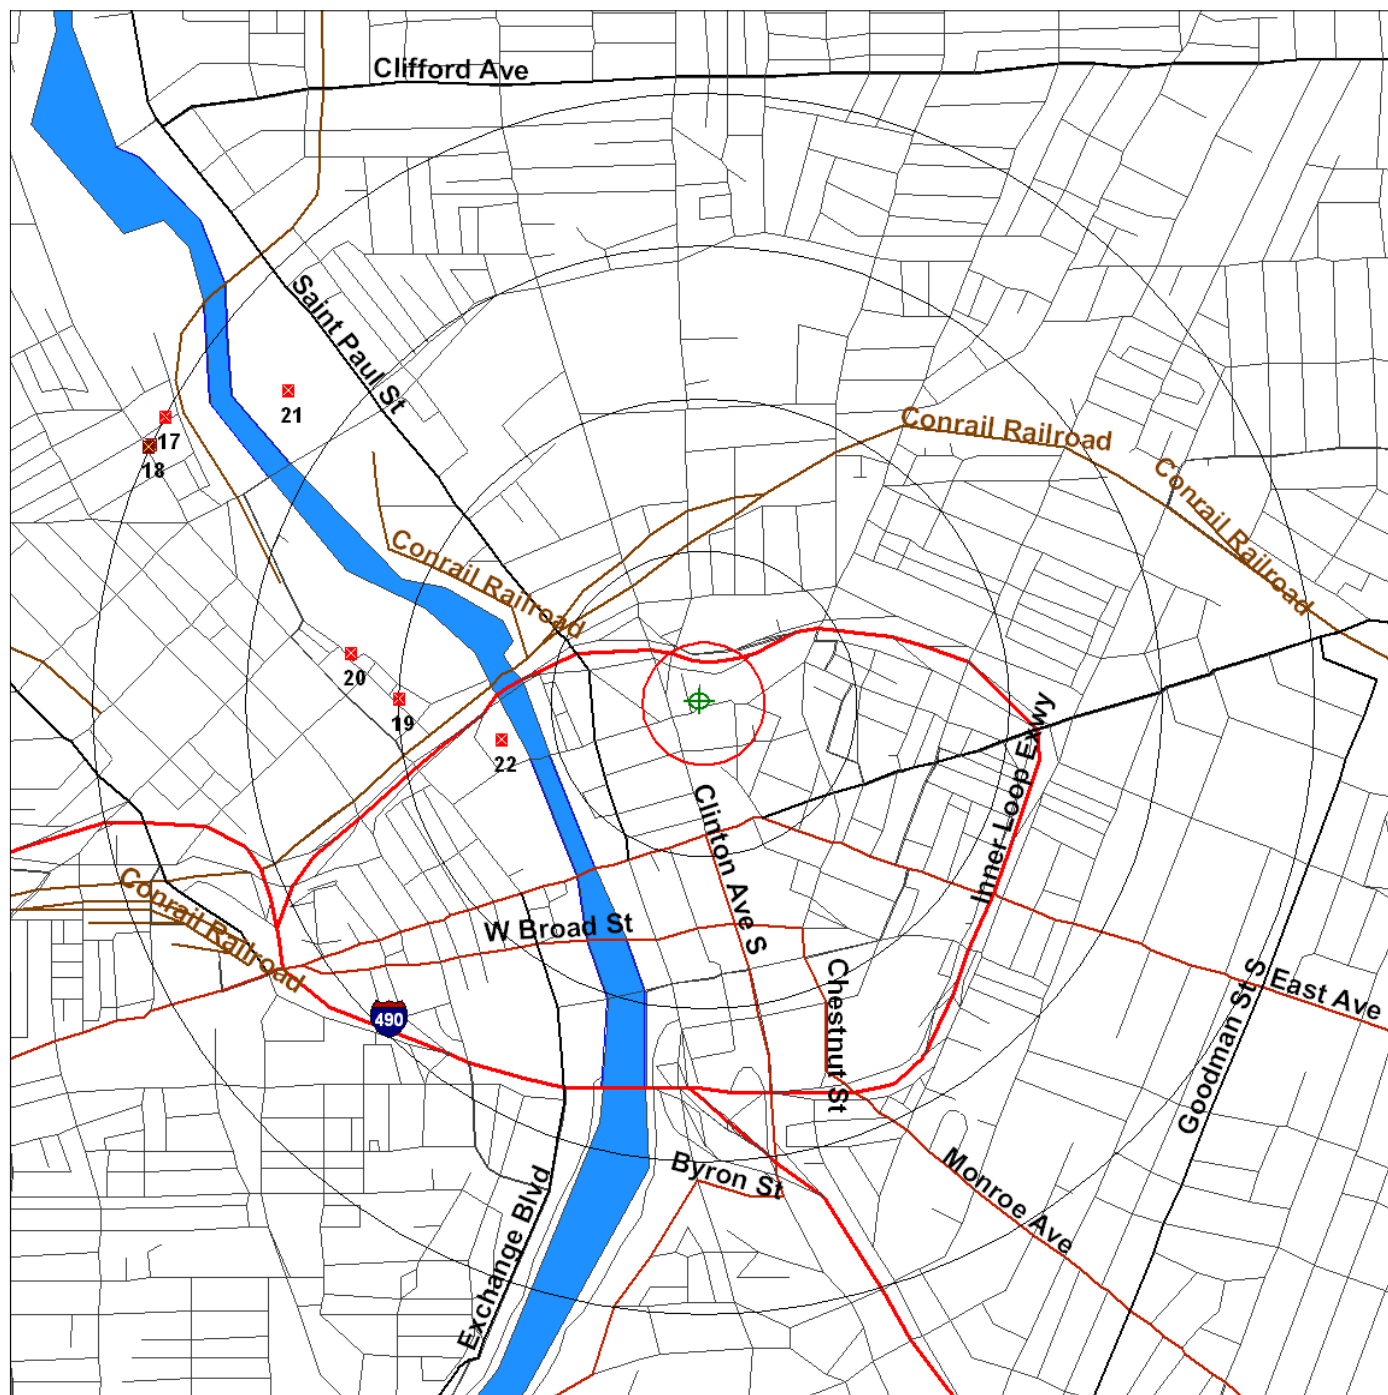 Clifford Ave
Saint Paul St
21
17
18
Conrail Railroad
Conrail Railroad
Conrail Railroad
20
19
22
Clinton Ave S
Inner Loop Exwy
Conrail Railroad
W Broad St
Chestnut St
Goodman St S
East Ave
490
Byron St
Monroe Ave
Exchange Blvd